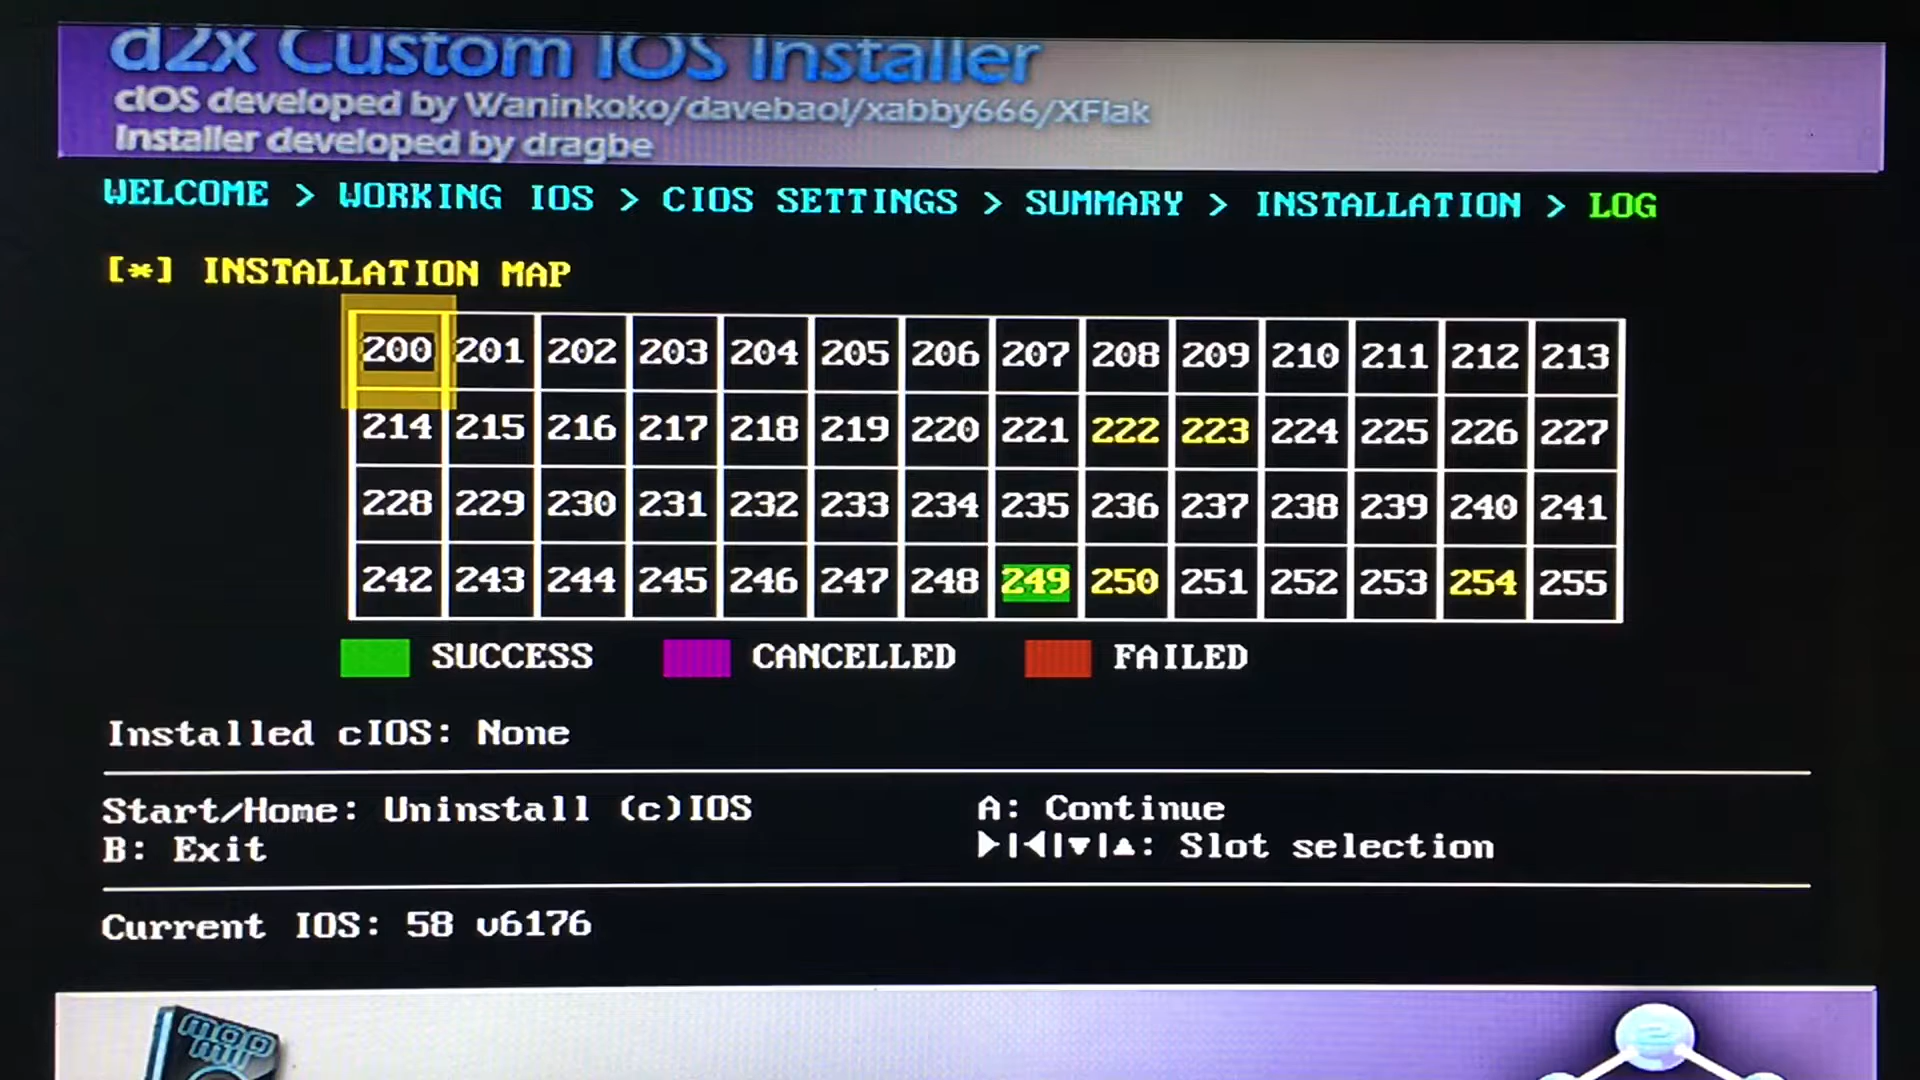 d2x Custom IOS Installer
cIOS developed by Waninkoko/davebaol/xabby666/XFlak
Installer developed by dragbe
WELCOME > WORKING IOS > CIOS SETTINGS > SUMMARY > INSTALLATION > LOG
[*] INSTALLATION MAP
200 201 202 203 204 205 206 207 208 209 210 211 212 213
214 215 216 217 218 219 220 221 222 223 224 225 226 227
228 229 230 231 232 233 234 235 236 237 238 239 240 241
242 243 244 245 246 247 248 249 250 251 252 253 254 255
SUCCESS CANCELLED FAILED
Installed cIOS: None
Start/Home: Uninstall (c)IOS A: Continue
B: Exit ►|◄|▼|▲: Slot selection
Current IOS: 58 v6176